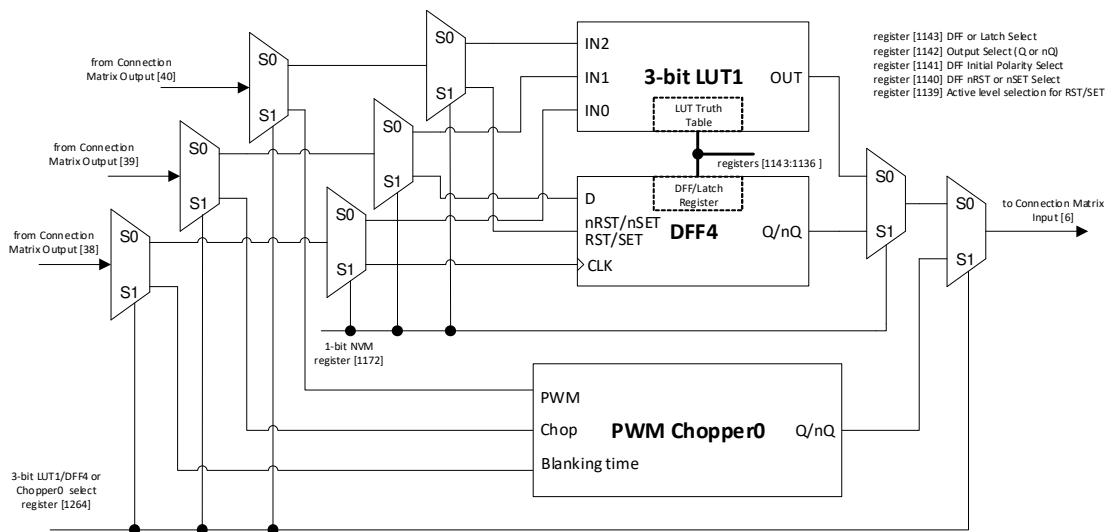 from Connection
Matrix Output [40]
S0
S1
S0
S1
IN2
IN1
IN0
3-bit LUT1
OUT
LUT Truth
Table
register [1143] DFF or Latch Select
register [1142] Output Select (Q or nQ)
register [1141] DFF Initial Polarity Select
register [1140] DFF nRST or nSET Select
register [1139] Active level selection for RST/SET
from Connection
Matrix Output [39]
S0
S1
S0
S1
registers [1143:1136 ]
DFF/Latch
Register
D
nRST/nSET
RST/SET
CLK
DFF4
Q/nQ
S0
S1
S0
S1
to Connection Matrix
Input [6]
from Connection
Matrix Output [38]
S0
S1
S0
S1
1-bit NVM
register [1172]
PWM
Chop
Blanking time
PWM Chopper0
Q/nQ
3-bit LUT1/DFF4 or
Chopper0 select
register [1264]